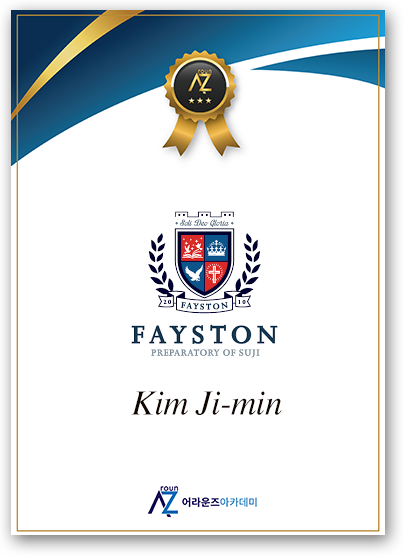 roun
AZ
Soli Deo Gloria
20 FAYSTON 10
FAYSTON
PREPARATORY OF SUJI
Kim Ji-min
roun
AZ 어라운즈아카데미